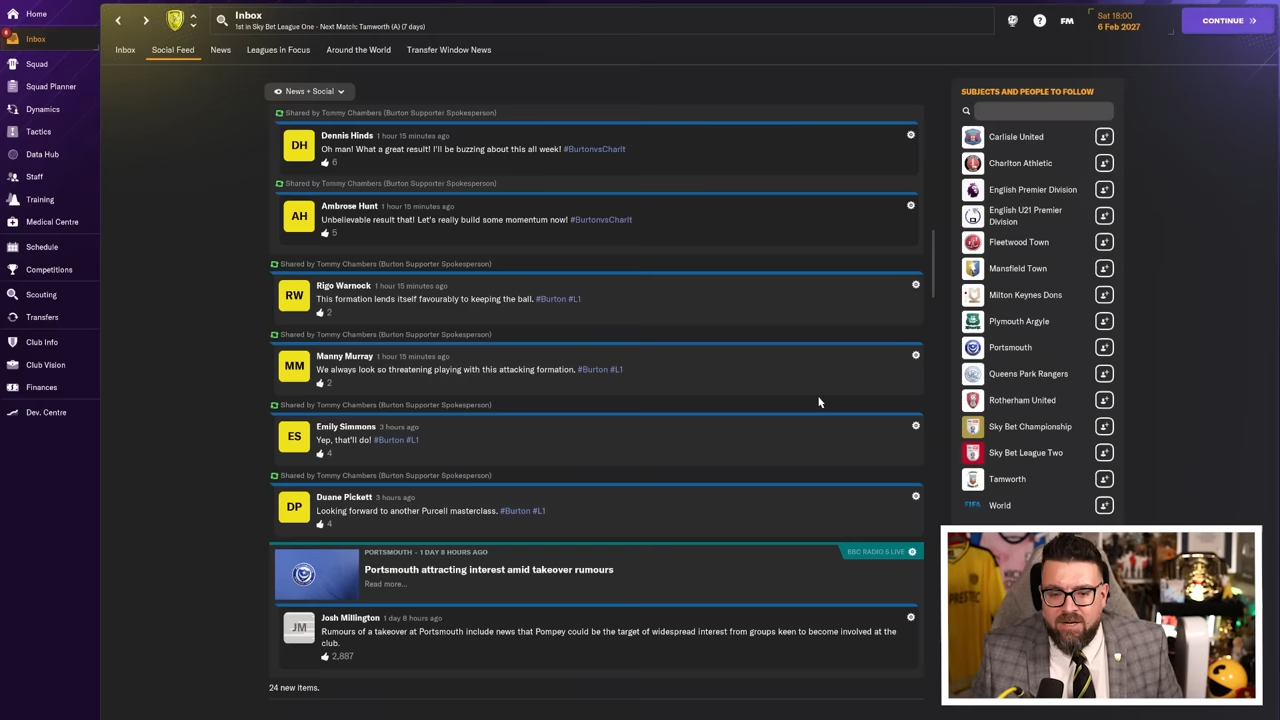 Home
Inbox
Squad
Squad Planner
Dynamics
Tactics
Data Hub
Staff
Training
Medical Centre
Schedule
Competitions
Scouting
Transfers
Club Info
Club Vision
Finances
Dev. Centre
Inbox
1st in Sky Bet League One - Next Match: Tamworth (A) (7 days)
FM
Sat 18:00
6 Feb 2027
CONTINUE
Inbox
Social Feed
News
Leagues in Focus
Around the World
Transfer Window News
News + Social
Shared by Tommy Chambers (Burton Supporter Spokesperson)
DH
Dennis Hinds 1 hour 15 minutes ago
Oh man! What a great result! I'll be buzzing about this all week! #BurtonvsCharlt
6
Shared by Tommy Chambers (Burton Supporter Spokesperson)
AH
Ambrose Hunt 1 hour 15 minutes ago
Unbelievable result that! Let's really build some momentum now! #BurtonvsCharlt
5
Shared by Tommy Chambers (Burton Supporter Spokesperson)
RW
Rigo Warnock 1 hour 15 minutes ago
This formation lends itself favourably to keeping the ball. #Burton #L1
2
Shared by Tommy Chambers (Burton Supporter Spokesperson)
MM
Manny Murray 1 hour 15 minutes ago
We always look so threatening playing with this attacking formation. #Burton #L1
2
Shared by Tommy Chambers (Burton Supporter Spokesperson)
ES
Emily Simmons 3 hours ago
Yep, that'll do! #Burton #L1
4
Shared by Tommy Chambers (Burton Supporter Spokesperson)
DP
Duane Pickett 3 hours ago
Looking forward to another Purcell masterclass. #Burton #L1
4
PORTSMOUTH - 1 DAY 8 HOURS AGO
BBC RADIO 5 LIVE
Portsmouth attracting interest amid takeover rumours
Read more...
JM
Josh Millington 1 day 8 hours ago
Rumours of a takeover at Portsmouth include news that Pompey could be the target of widespread interest from groups keen to become involved at the
club.
2,887
24 new items.
SUBJECTS AND PEOPLE TO FOLLOW
Carlisle United
Charlton Athletic
English Premier Division
English U21 Premier
Division
Fleetwood Town
Mansfield Town
Milton Keynes Dons
Plymouth Argyle
Portsmouth
Queens Park Rangers
Rotherham United
Sky Bet Championship
Sky Bet League Two
Tamworth
FIFA
World